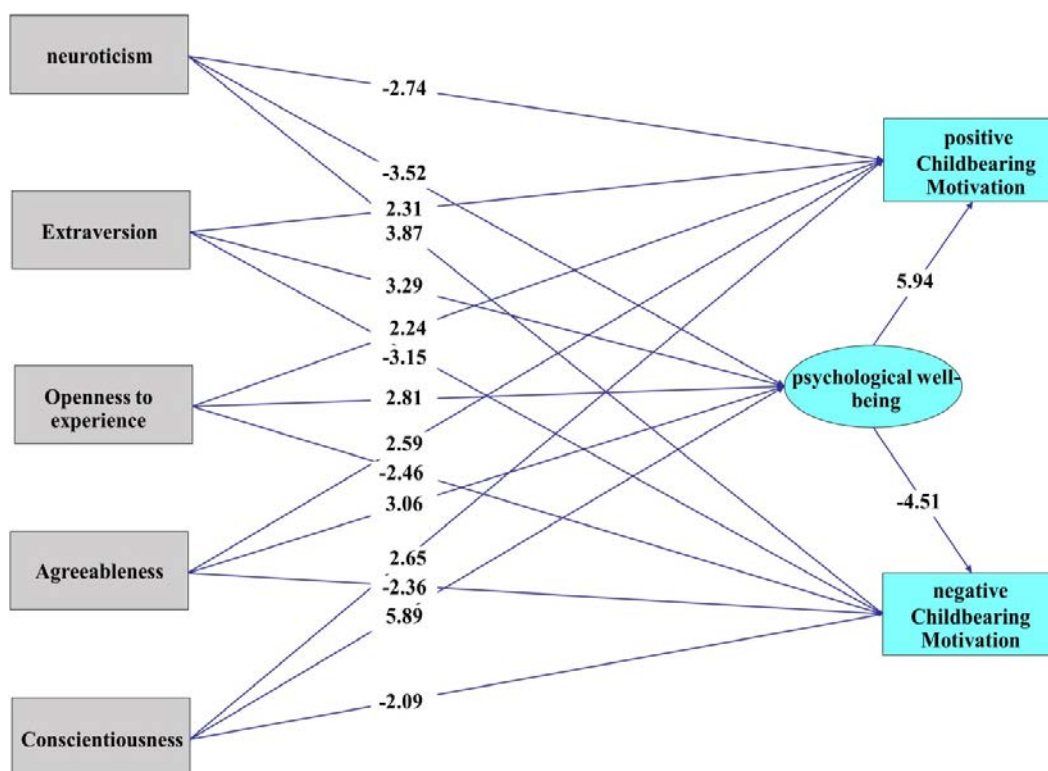 neuroticism
Extraversion
Openness to
experience
Agreeableness
Conscientiousness
-2.74
-3.52
2.31
3.87
3.29
2.24
-3.15
2.81
2.59
-2.46
3.06
2.65
-2.36
5.89
-2.09
positive
Childbearing
Motivation
5.94
psychological well-
being
-4.51
negative
Childbearing
Motivation